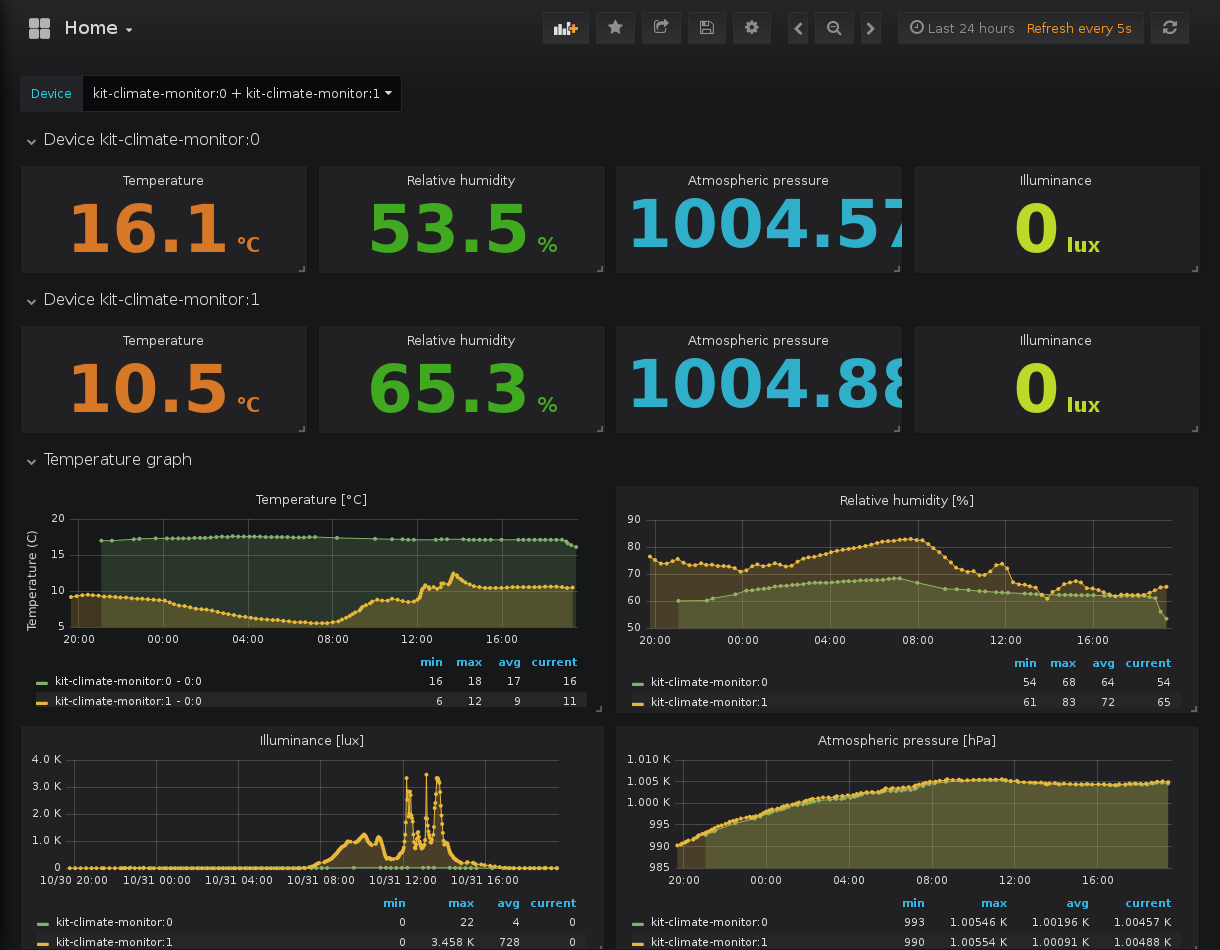 Home
Last 24 hours Refresh every 5s
Device kit-climate-monitor:0 + kit-climate-monitor:1
Device kit-climate-monitor:0
Temperature Relative humidity Atmospheric pressure Illuminance
16.1 °C 53.5 % 1004.57 0 lux
Device kit-climate-monitor:1
Temperature Relative humidity Atmospheric pressure Illuminance
10.5 °C 65.3 % 1004.88 0 lux
Temperature graph
Temperature [°C]
Temperature (C)
20
15
10
5
20:00 00:00 04:00 08:00 12:00 16:00
min max avg current
kit-climate-monitor:0 - 0:0 16 18 17 16
kit-climate-monitor:1 - 0:0 6 12 9 11
Relative humidity [%]
90
80
70
60
50
20:00 00:00 04:00 08:00 12:00 16:00
min max avg current
kit-climate-monitor:0 54 68 64 54
kit-climate-monitor:1 61 83 72 65
Illuminance [lux]
4.0 K
3.0 K
2.0 K
1.0 K
0
10/30 20:00 10/31 00:00 10/31 04:00 10/31 08:00 10/31 12:00 10/31 16:00
min max avg current
kit-climate-monitor:0 0 22 4 0
kit-climate-monitor:1 0 3.458 K 728 0
Atmospheric pressure [hPa]
1.010 K
1.005 K
1.000 K
995
990
985
20:00 00:00 04:00 08:00 12:00 16:00
min max avg current
kit-climate-monitor:0 993 1.00546 K 1.00196 K 1.00457 K
kit-climate-monitor:1 990 1.00554 K 1.00091 K 1.00488 K